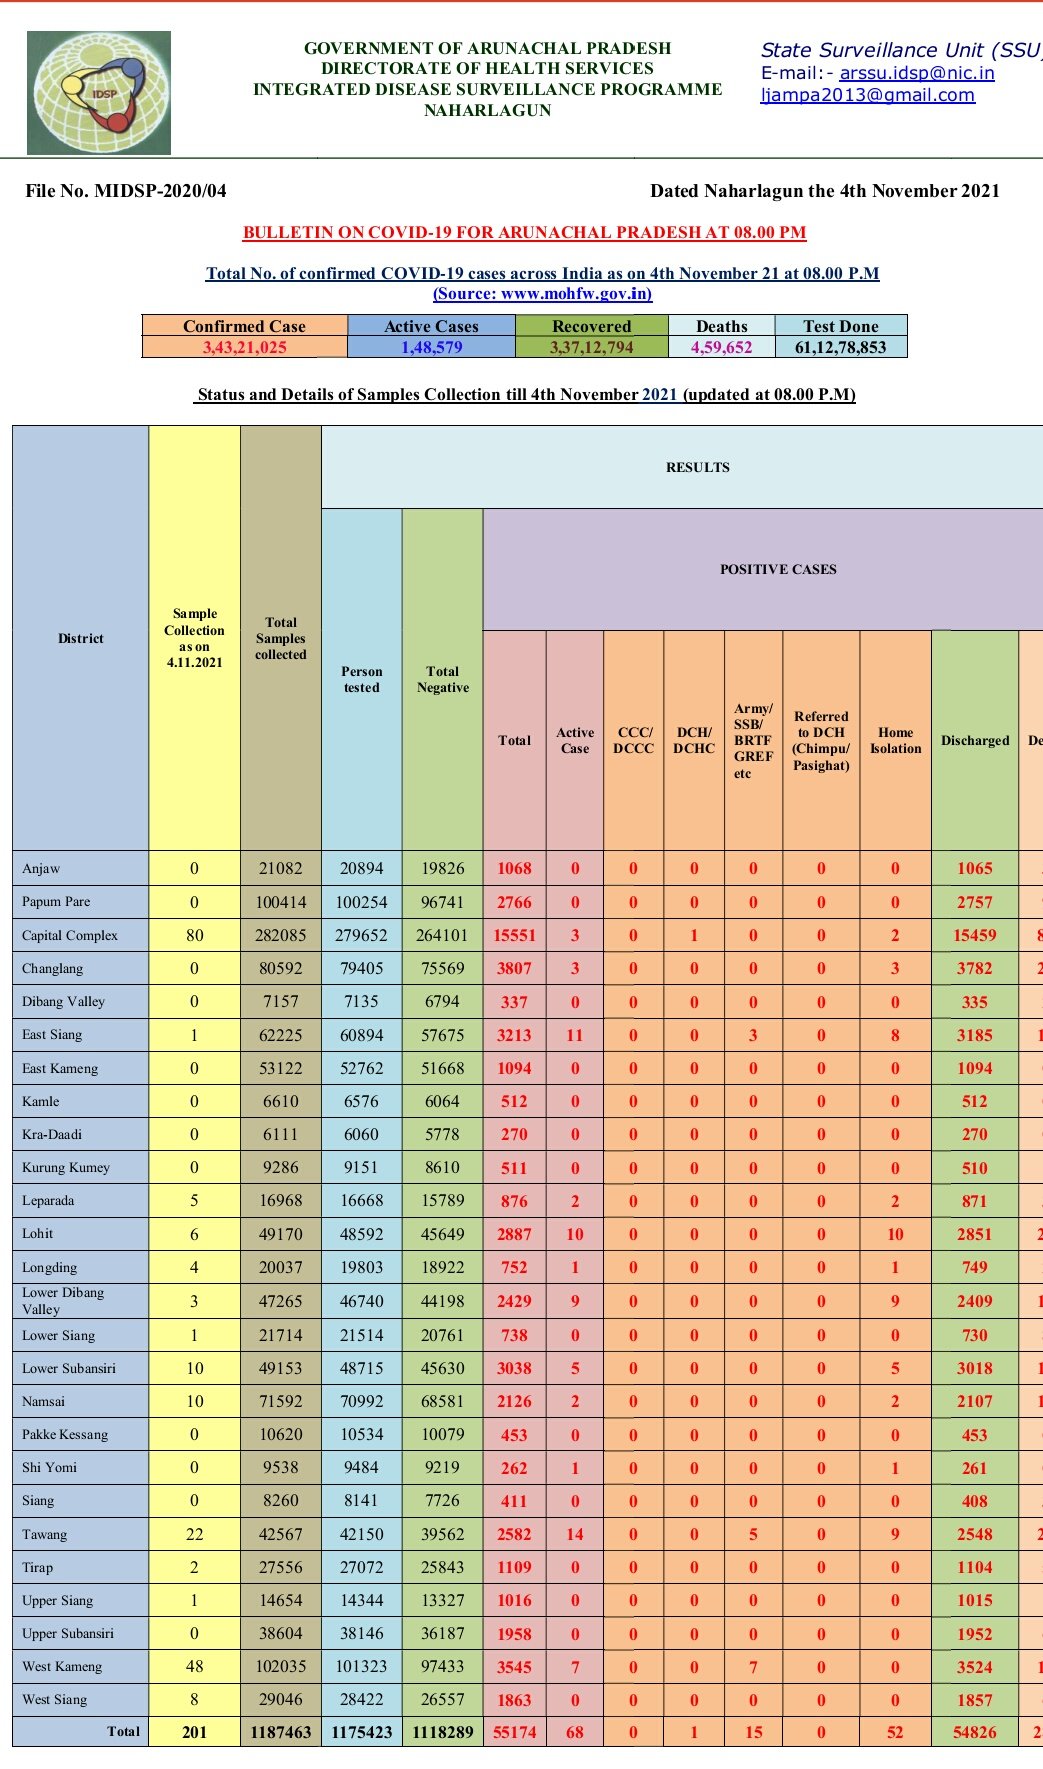 IDSP
GOVERNMENT OF ARUNACHAL PRADESH
DIRECTORATE OF HEALTH SERVICES
INTEGRATED DISEASE SURVEILLANCE PROGRAMME
NAHARLAGUN
State Surveillance Unit (SSU)
E-mail:- arssu.idsp@nic.in
ljampa2013@gmail.com
File No. MIDSP-2020/04 Dated Naharlagun the 4th November 2021
BULLETIN ON COVID-19 FOR ARUNACHAL PRADESH AT 08.00 PM
Total No. of confirmed COVID-19 cases across India as on 4th November 21 at 08.00 P.M
(Source: www.mohfw.gov.in)
Confirmed Case Active Cases Recovered Deaths Test Done
3,43,21,025 1,48,579 3,37,12,794 4,59,652 61,12,78,853
Status and Details of Samples Collection till 4th November 2021 (updated at 08.00 P.M)
District
Sample
Collection
as on
4.11.2021
Total
Samples
collected
RESULTS
Person
tested
Total
Negative
POSITIVE CASES
Total
Active
Case
CCC/
DCCC
DCH/
DCHC
Army/
SSB/
BRTF
GREF
etc
Referred
to DCH
(Chimpu/
Pasighat)
Home
Isolation
Discharged
De
Anjaw 0 21082 20894 19826 1068 0 0 0 0 0 0 1065
Papum Pare 0 100414 100254 96741 2766 0 0 0 0 0 0 2757
Capital Complex 80 282085 279652 264101 15551 3 0 1 0 0 2 15459 8
Changlang 0 80592 79405 75569 3807 3 0 0 0 0 3 3782 2
Dibang Valley 0 7157 7135 6794 337 0 0 0 0 0 0 335
East Siang 1 62225 60894 57675 3213 11 0 0 3 0 8 3185 1
East Kameng 0 53122 52762 51668 1094 0 0 0 0 0 0 1094
Kamle 0 6610 6576 6064 512 0 0 0 0 0 0 512
Kra-Daadi 0 6111 6060 5778 270 0 0 0 0 0 0 270
Kurung Kumey 0 9286 9151 8610 511 0 0 0 0 0 0 510
Leparada 5 16968 16668 15789 876 2 0 0 0 0 2 871
Lohit 6 49170 48592 45649 2887 10 0 0 0 0 10 2851 2
Longding 4 20037 19803 18922 752 1 0 0 0 0 1 749
Lower Dibang
Valley 3 47265 46740 44198 2429 9 0 0 0 0 9 2409 1
Lower Siang 1 21714 21514 20761 738 0 0 0 0 0 0 730
Lower Subansiri 10 49153 48715 45630 3038 5 0 0 0 0 5 3018 1
Namsai 10 71592 70992 68581 2126 2 0 0 0 0 2 2107 1
Pakke Kessang 0 10620 10534 10079 453 0 0 0 0 0 0 453
Shi Yomi 0 9538 9484 9219 262 1 0 0 0 0 1 261
Siang 0 8260 8141 7726 411 0 0 0 0 0 0 408
Tawang 22 42567 42150 39562 2582 14 0 0 5 0 9 2548 2
Tirap 2 27556 27072 25843 1109 0 0 0 0 0 0 1104
Upper Siang 1 14654 14344 13327 1016 0 0 0 0 0 0 1015
Upper Subansiri 0 38604 38146 36187 1958 0 0 0 0 0 0 1952
West Kameng 48 102035 101323 97433 3545 7 0 0 7 0 0 3524 1
West Siang 8 29046 28422 26557 1863 0 0 0 0 0 0 1857
Total 201 1187463 1175423 1118289 55174 68 0 1 15 0 52 54826 2